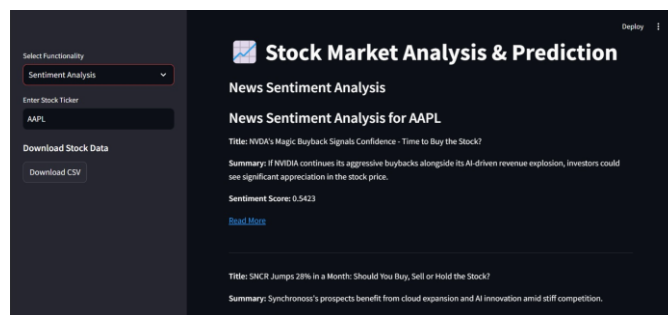 Deploy
Select Functionality
Sentiment Analysis
Enter Stock Ticker
AAPL
Download Stock Data
Download CSV
Stock Market Analysis & Prediction
News Sentiment Analysis
News Sentiment Analysis for AAPL
Title: NVDA's Magic Buyback Signals Confidence - Time to Buy the Stock?
Summary: If NVIDIA continues its aggressive buybacks alongside its AI-driven revenue explosion, investors could
see significant appreciation in the stock price.
Sentiment Score: 0.5423
Read More
Title: SNCR Jumps 28% in a Month: Should You Buy, Sell or Hold the Stock?
Summary: Synchronoss's prospects benefit from cloud expansion and AI innovation amid stiff competition.